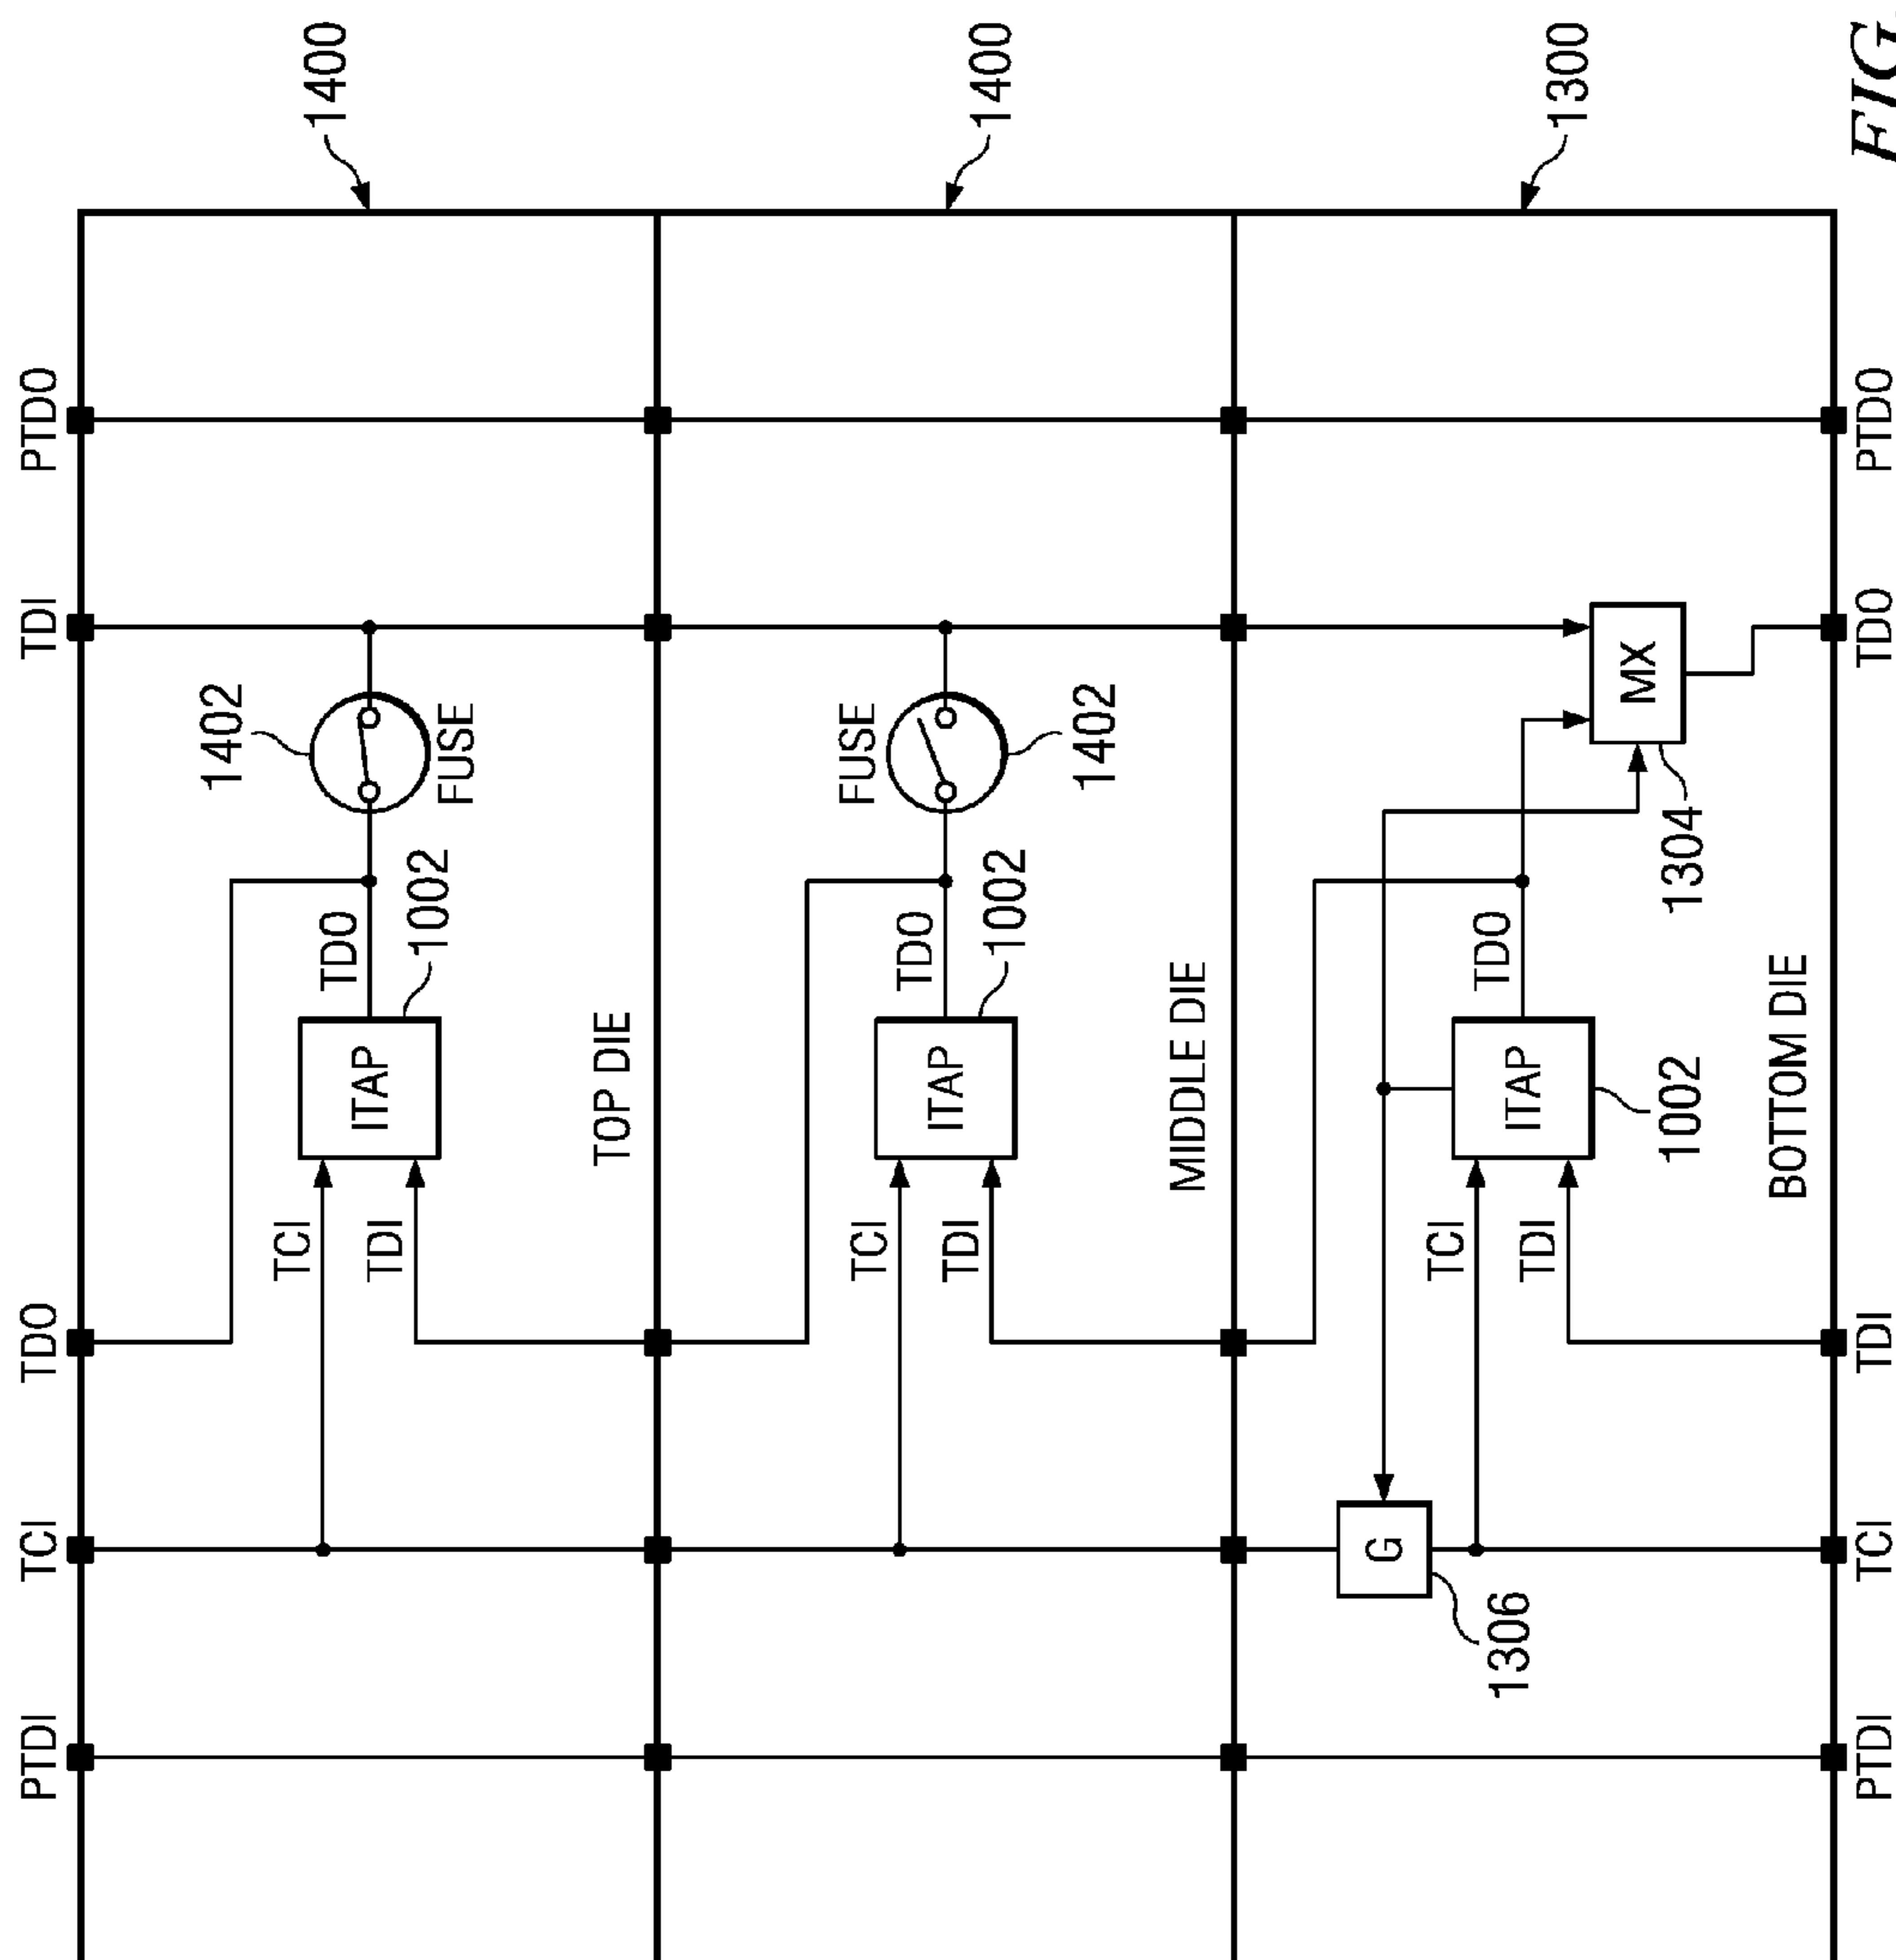 PTDI
TCI
TDO
TDI
PTDO
1400
TCI
TDI
ITAP
TDO
1002
1402
FUSE
TOP DIE
1400
TCI
TDI
ITAP
TDO
1002
FUSE
1402
MIDDLE DIE
1300
G
1306
TCI
TDI
ITAP
TDO
1002
MX
1304
BOTTOM DIE
PTDI
TCI
TDI
TDO
PTDO
FIG.